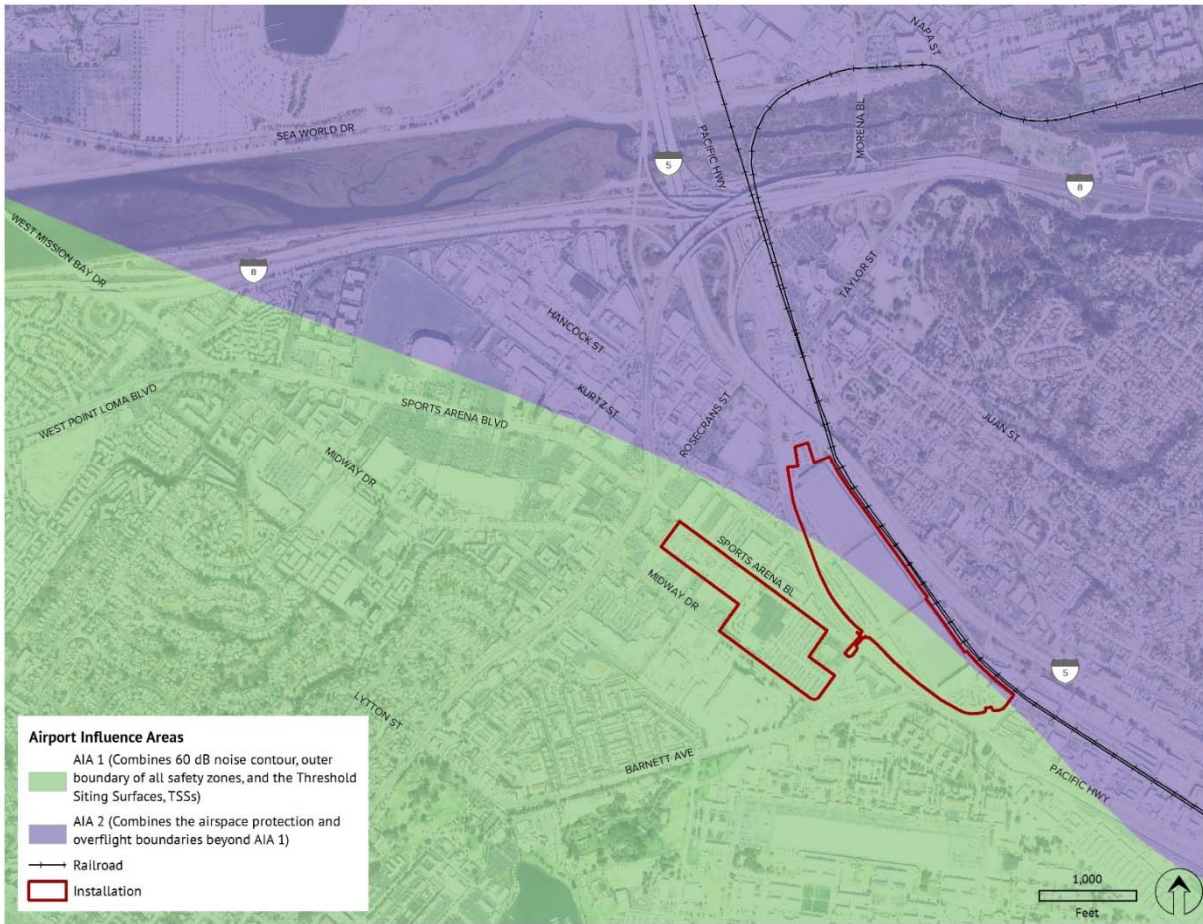 NAPA ST
SEA WORLD DR
PACIFIC HWY
MORENA BL
5
8
WEST MISSION BAY DR
8
TAYLOR ST
HANCOCK ST
KURTZ ST
WEST POINT LOMA BLVD
SPORTS ARENA BLVD
ROSECRANS ST
JUAN ST
MIDWAY DR
SPORTS ARENA BL
MIDWAY DR
5
LYTTON ST
BARNETT AVE
PACIFIC HWY
Airport Influence Areas
AIA 1 (Combines 60 dB noise contour, outer
boundary of all safety zones, and the Threshold
Siting Surfaces, TSSs)
AIA 2 (Combines the airspace protection and
overflight boundaries beyond AIA 1)
Railroad
Installation
1,000
Feet